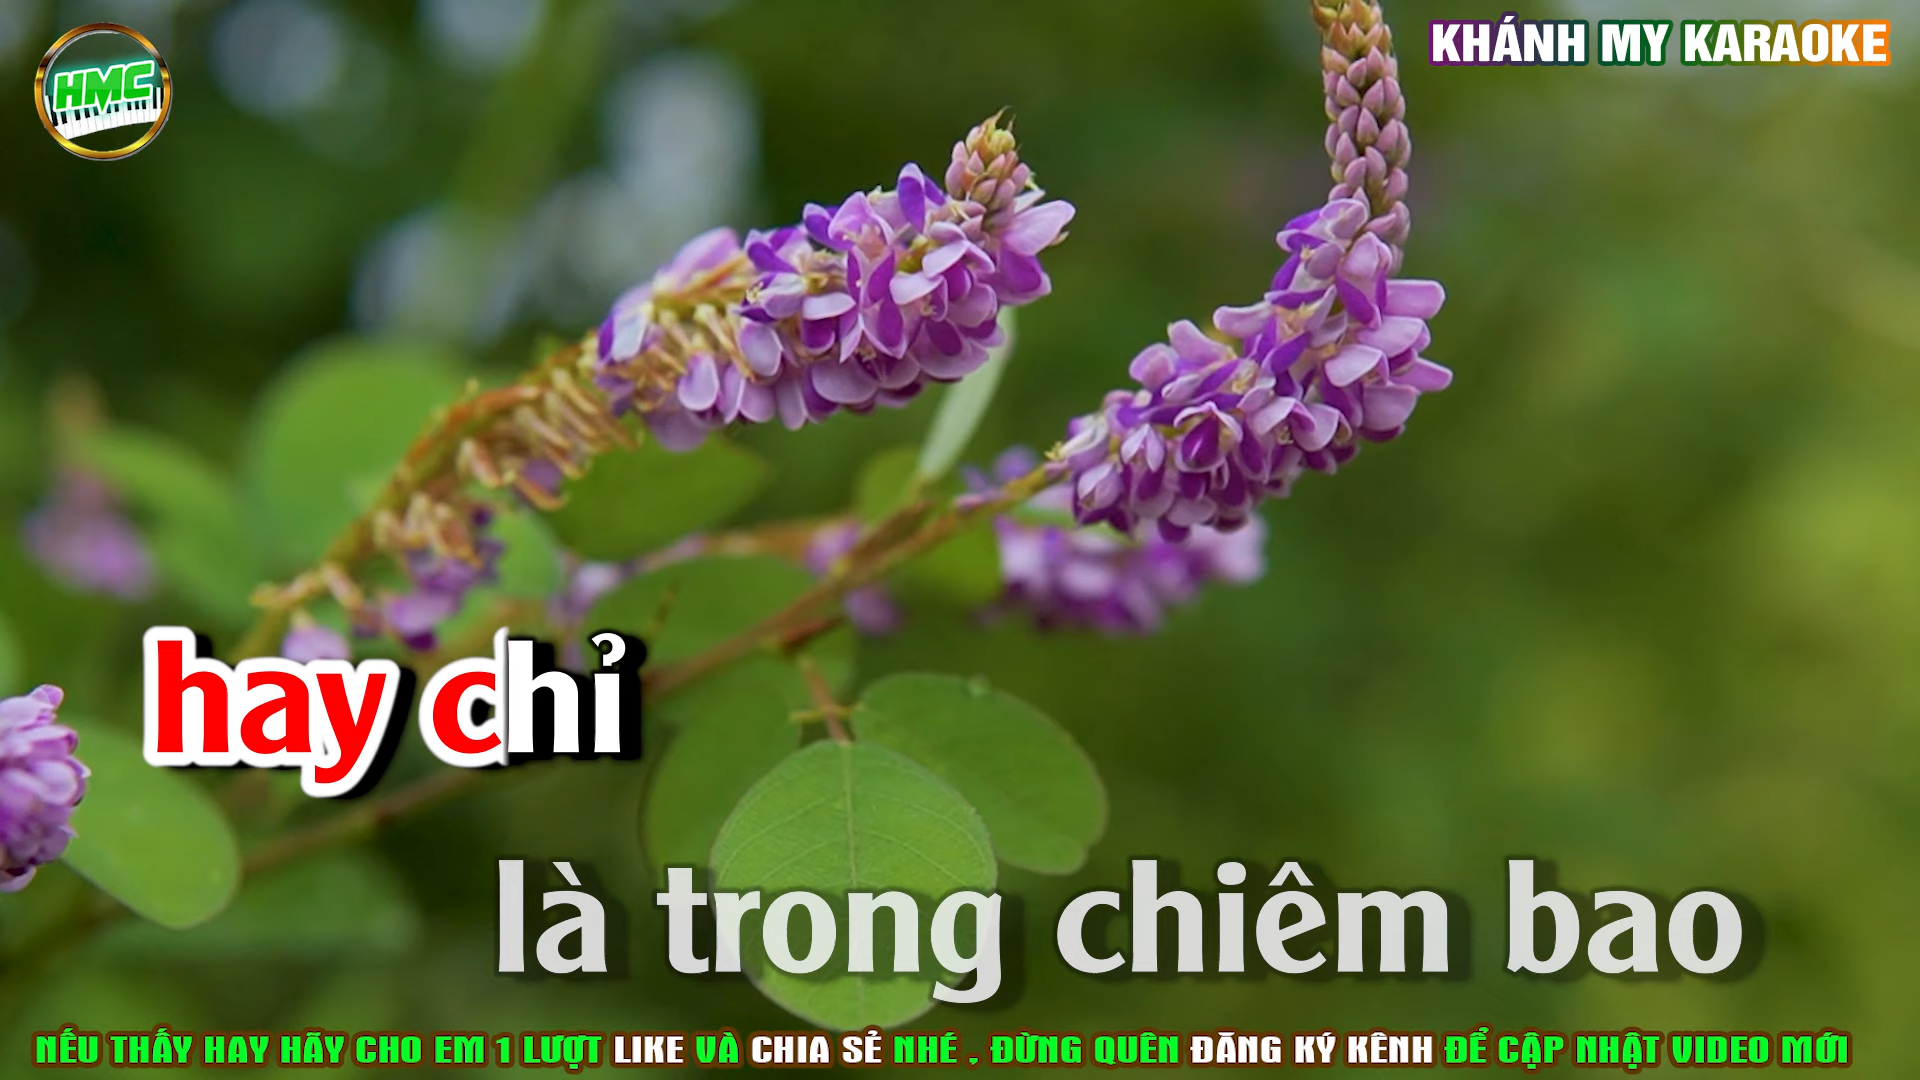 HMC
KHÁNH MY KARAOKE
hay chỉ
là trong chiêm bao
NẾU THẤY HAY HÃY CHO EM 1 LƯỢT LIKE VÀ CHIA SẺ NHÉ , ĐỪNG QUÊN ĐĂNG KÝ KÊNH ĐỂ CẬP NHẬT VIDEO MỚI